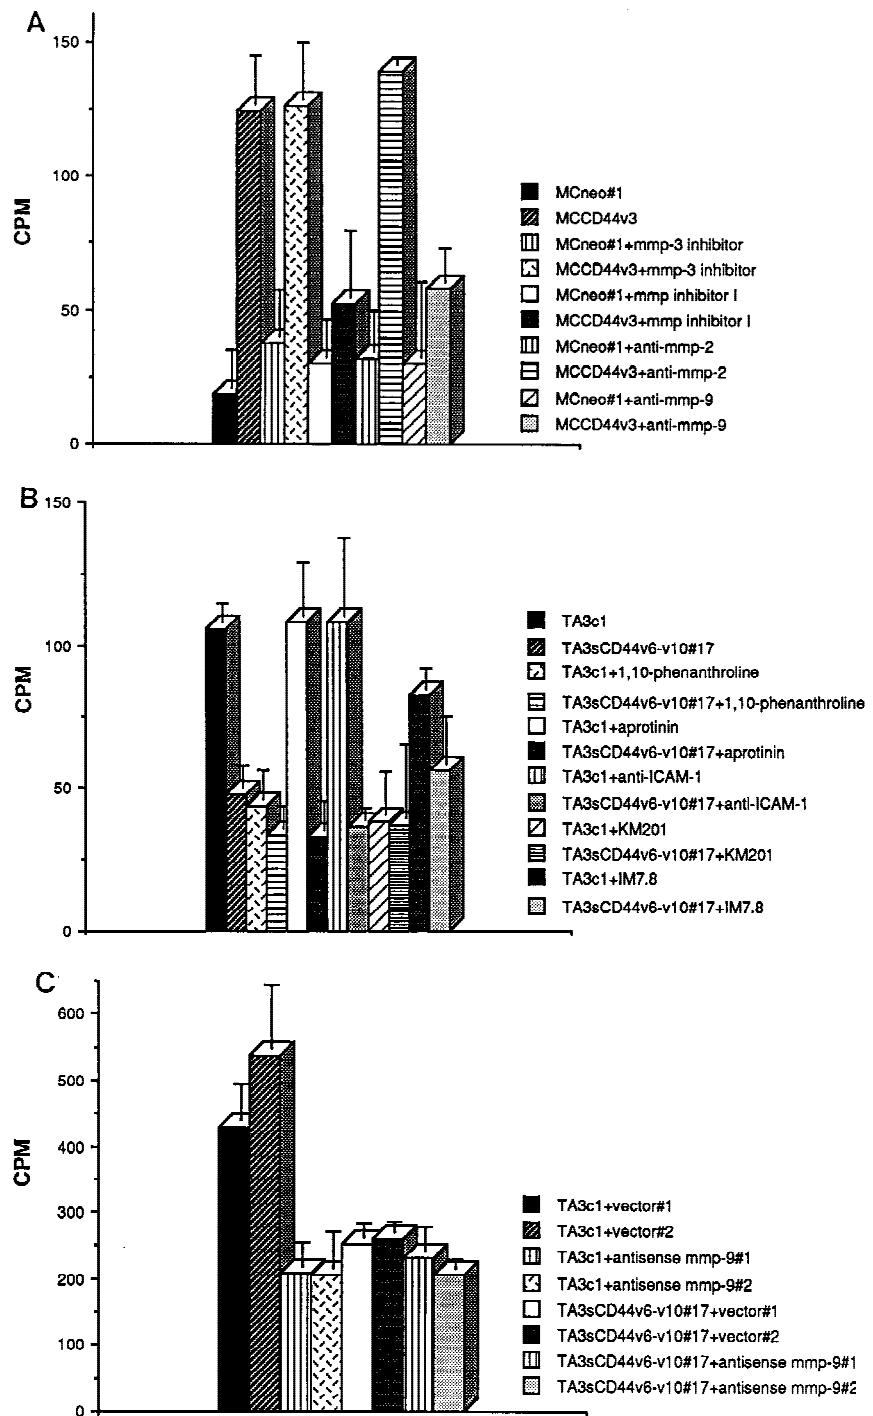 A
150
100
50
0
CPM
MCneo#1
MCCD44v3
MCneo#1+mmp-3 inhibitor
MCCD44v3+mmp-3 inhibitor
MCneo#1+mmp inhibitor I
MCCD44v3+mmp inhibitor I
MCneo#1+anti-mmp-2
MCCD44v3+anti-mmp-2
MCneo#1+anti-mmp-9
MCCD44v3+anti-mmp-9
B
150
100
50
0
CPM
TA3c1
TA3sCD44v6-v10#17
TA3c1+1,10-phenanthroline
TA3sCD44v6-v10#17+1,10-phenanthroline
TA3c1+aprotinin
TA3sCD44v6-v10#17+aprotinin
TA3c1+anti-ICAM-1
TA3sCD44v6-v10#17+anti-ICAM-1
TA3c1+KM201
TA3sCD44v6-v10#17+KM201
TA3c1+IM7.8
TA3sCD44v6-v10#17+IM7.8
C
600
500
400
300
200
100
0
CPM
TA3c1+vector#1
TA3c1+vector#2
TA3c1+antisense mmp-9#1
TA3c1+antisense mmp-9#2
TA3sCD44v6-v10#17+vector#1
TA3sCD44v6-v10#17+vector#2
TA3sCD44v6-v10#17+antisense mmp-9#1
TA3sCD44v6-v10#17+antisense mmp-9#2